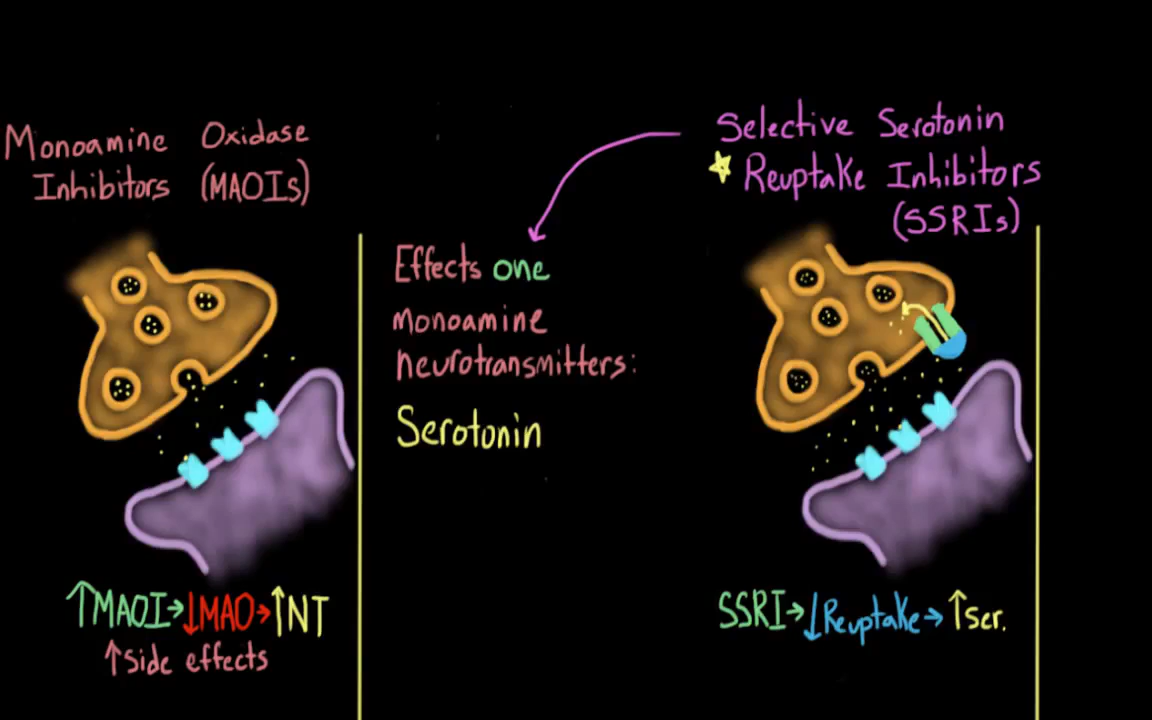 Monoamine Oxidase
Inhibitors (MAOIs)
↑MAOI→↓MAO→↑NT
↑Side effects
Effects one
monoamine
neurotransmitters:
Serotonin
Selective Serotonin
Reuptake Inhibitors
(SSRIs)
SSRI→↓Reuptake→↑Ser.